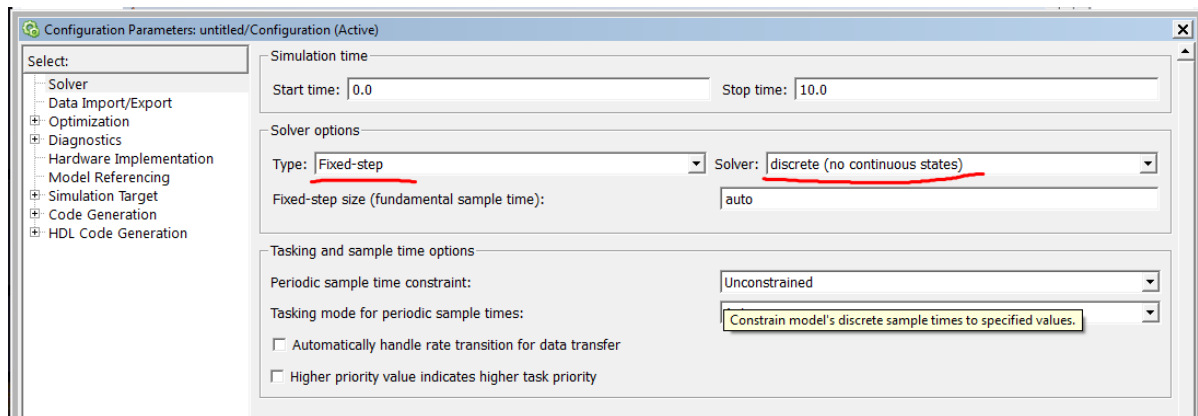 Configuration Parameters: untitled/Configuration (Active)
Select:
Solver
Data Import/Export
Optimization
Diagnostics
Hardware Implementation
Model Referencing
Simulation Target
Code Generation
HDL Code Generation
Simulation time
Start time: 0.0 Stop time: 10.0
Solver options
Type: Fixed-step Solver: discrete (no continuous states)
Fixed-step size (fundamental sample time): auto
Tasking and sample time options
Periodic sample time constraint: Unconstrained
Tasking mode for periodic sample times:
Constrain model's discrete sample times to specified values.
Automatically handle rate transition for data transfer
Higher priority value indicates higher task priority